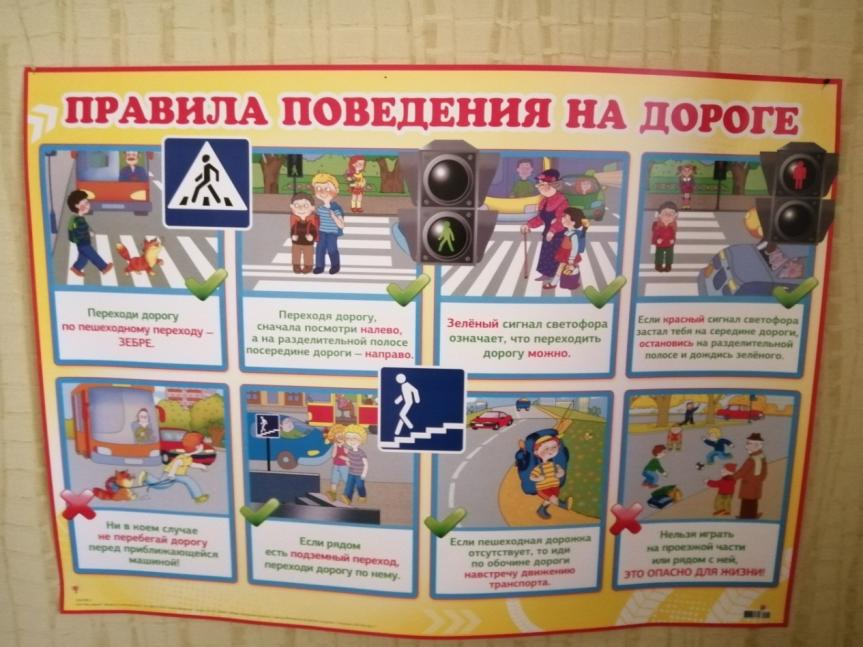 ПРАВИЛА ПОВЕДЕНИЯ НА ДОРОГЕ
Переходи дорогу
по пешеходному переходу –
ЗЕБРЕ.
Переходя дорогу,
сначала посмотри налево,
а на разделительной полосе
посередине дороги – направо.
Зелёный сигнал светофора
означает, что переходить
дорогу можно.
Если красный сигнал светофора
застал тебя на середине дороги,
остановись на разделительной
полосе и дождись зелёного.
Ни в коем случае
не перебегай дорогу
перед приближающейся
машиной!
Если рядом
есть подземный переход,
переходи дорогу по нему.
Если пешеходная дорожка
отсутствует, то иди
по обочине дороги
навстречу движению
транспорта.
Нельзя играть
на проезжей части
или рядом с ней,
ЭТО ОПАСНО ДЛЯ ЖИЗНИ!